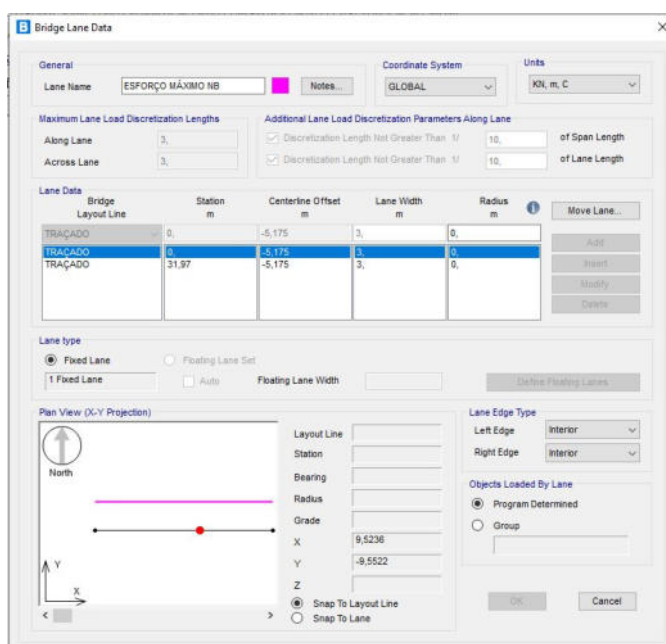 B Bridge Lane Data
General
Lane Name ESFORÇO MÁXIMO NB Notes...
Coordinate System
GLOBAL
Units
KN, m, C
Maximum Lane Load Discretization Lengths
Along Lane 3,
Across Lane 3,
Additional Lane Load Discretization Parameters Along Lane
Discretization Length Not Greater Than 1/ 10, of Span Length
Discretization Length Not Greater Than 1/ 10, of Lane Length
Lane Data
Bridge Layout Line Station m Centerline Offset m Lane Width m Radius m
TRAÇADO 0, -5,175 3, 0,
TRAÇADO 0, -5,175 3, 0,
TRAÇADO 31,97 -5,175 3, 0,
Move Lane...
Add
Insert
Modify
Delete
Lane type
Fixed Lane Floating Lane Set
1 Fixed Lane Auto Floating Lane Width Define Floating Lanes
Plan View (X-Y Projection)
North
Y
X
Layout Line
Station
Bearing
Radius
Grade
X 9,5236
Y -9,5522
Z
Snap To Layout Line
Snap To Lane
Lane Edge Type
Left Edge Interior
Right Edge Interior
Objects Loaded By Lane
Program Determined
Group
OK Cancel